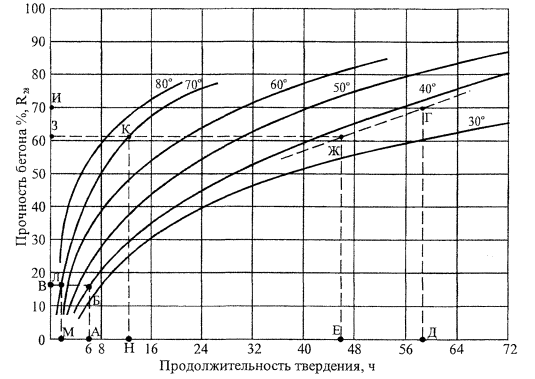 Прочность бетона %, R28
100
90
80
70
60
50
40
30
20
10
0
80° 70° 60° 50° 40° 30°
И
З
К
Ж
Г
В
Л
Б
М А Н Е Д
6 8 16 24 32 40 48 56 64 72
Продолжительность твердения, ч